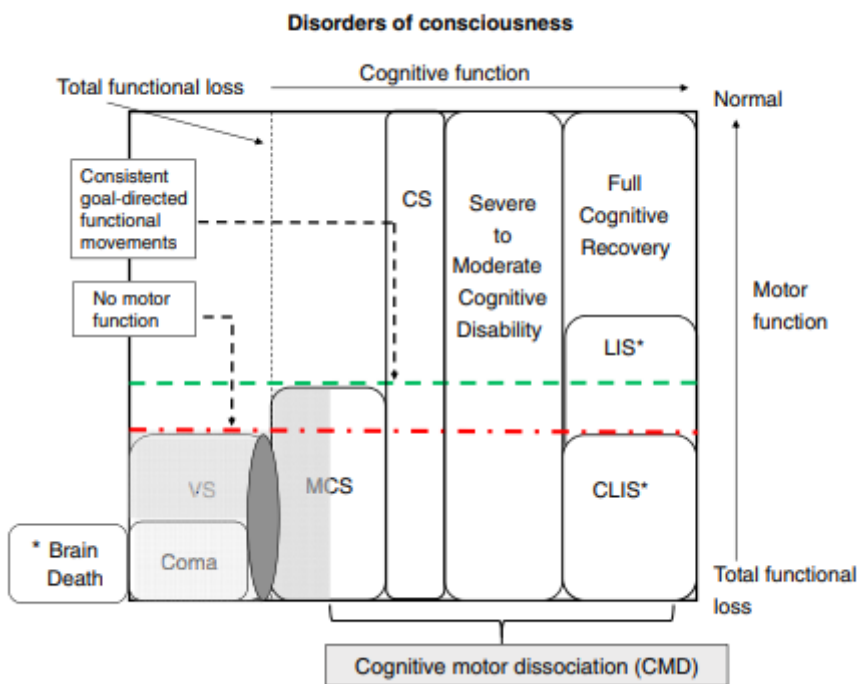 Disorders of consciousness
Cognitive function
Total functional loss
Normal
Consistent
goal-directed
functional
movements
CS
Severe
to
Moderate
Cognitive
Disability
Full
Cognitive
Recovery
No motor
function
Motor
function
LIS*
VS
MCS
CLIS*
* Brain
Death
Coma
Total functional
loss
Cognitive motor dissociation (CMD)